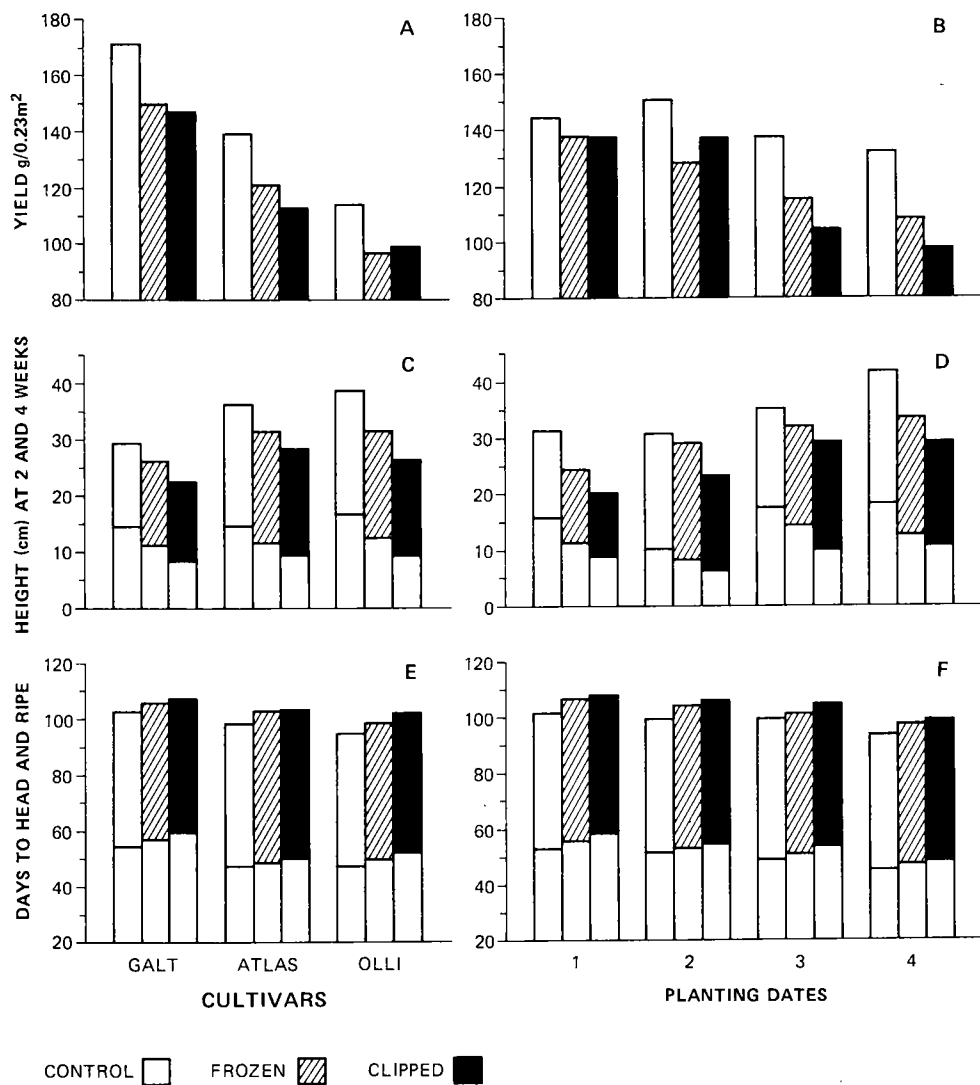 A
B
YIELD g/0.23m²
180
160
140
120
100
80
180
160
140
120
100
80
C
D
HEIGHT (cm) AT 2 AND 4 WEEKS
40
30
20
10
0
40
30
20
10
0
E
F
DAYS TO HEAD AND RIPE
120
100
80
60
40
20
120
100
80
60
40
20
GALT ATLAS OLLI
1 2 3 4
CULTIVARS
PLANTING DATES
CONTROL FROZEN CLIPPED